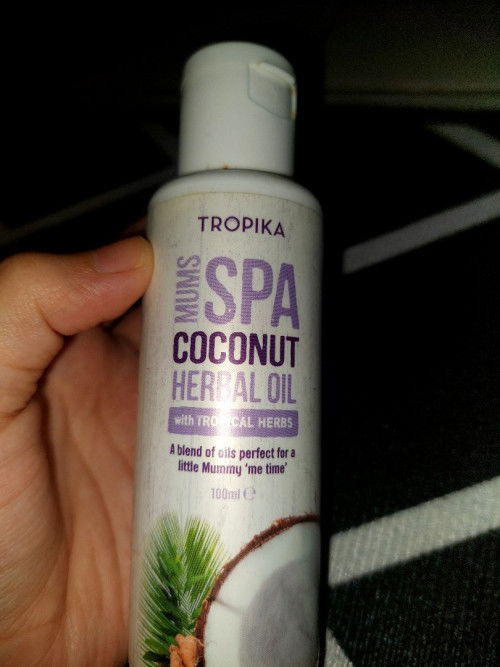 TROPIKA
MUMS
SPA
COCONUT
HERBAL OIL
with TROPICAL HERBS
A blend of oils perfect for a
little Mummy 'me time'
100ml ℮